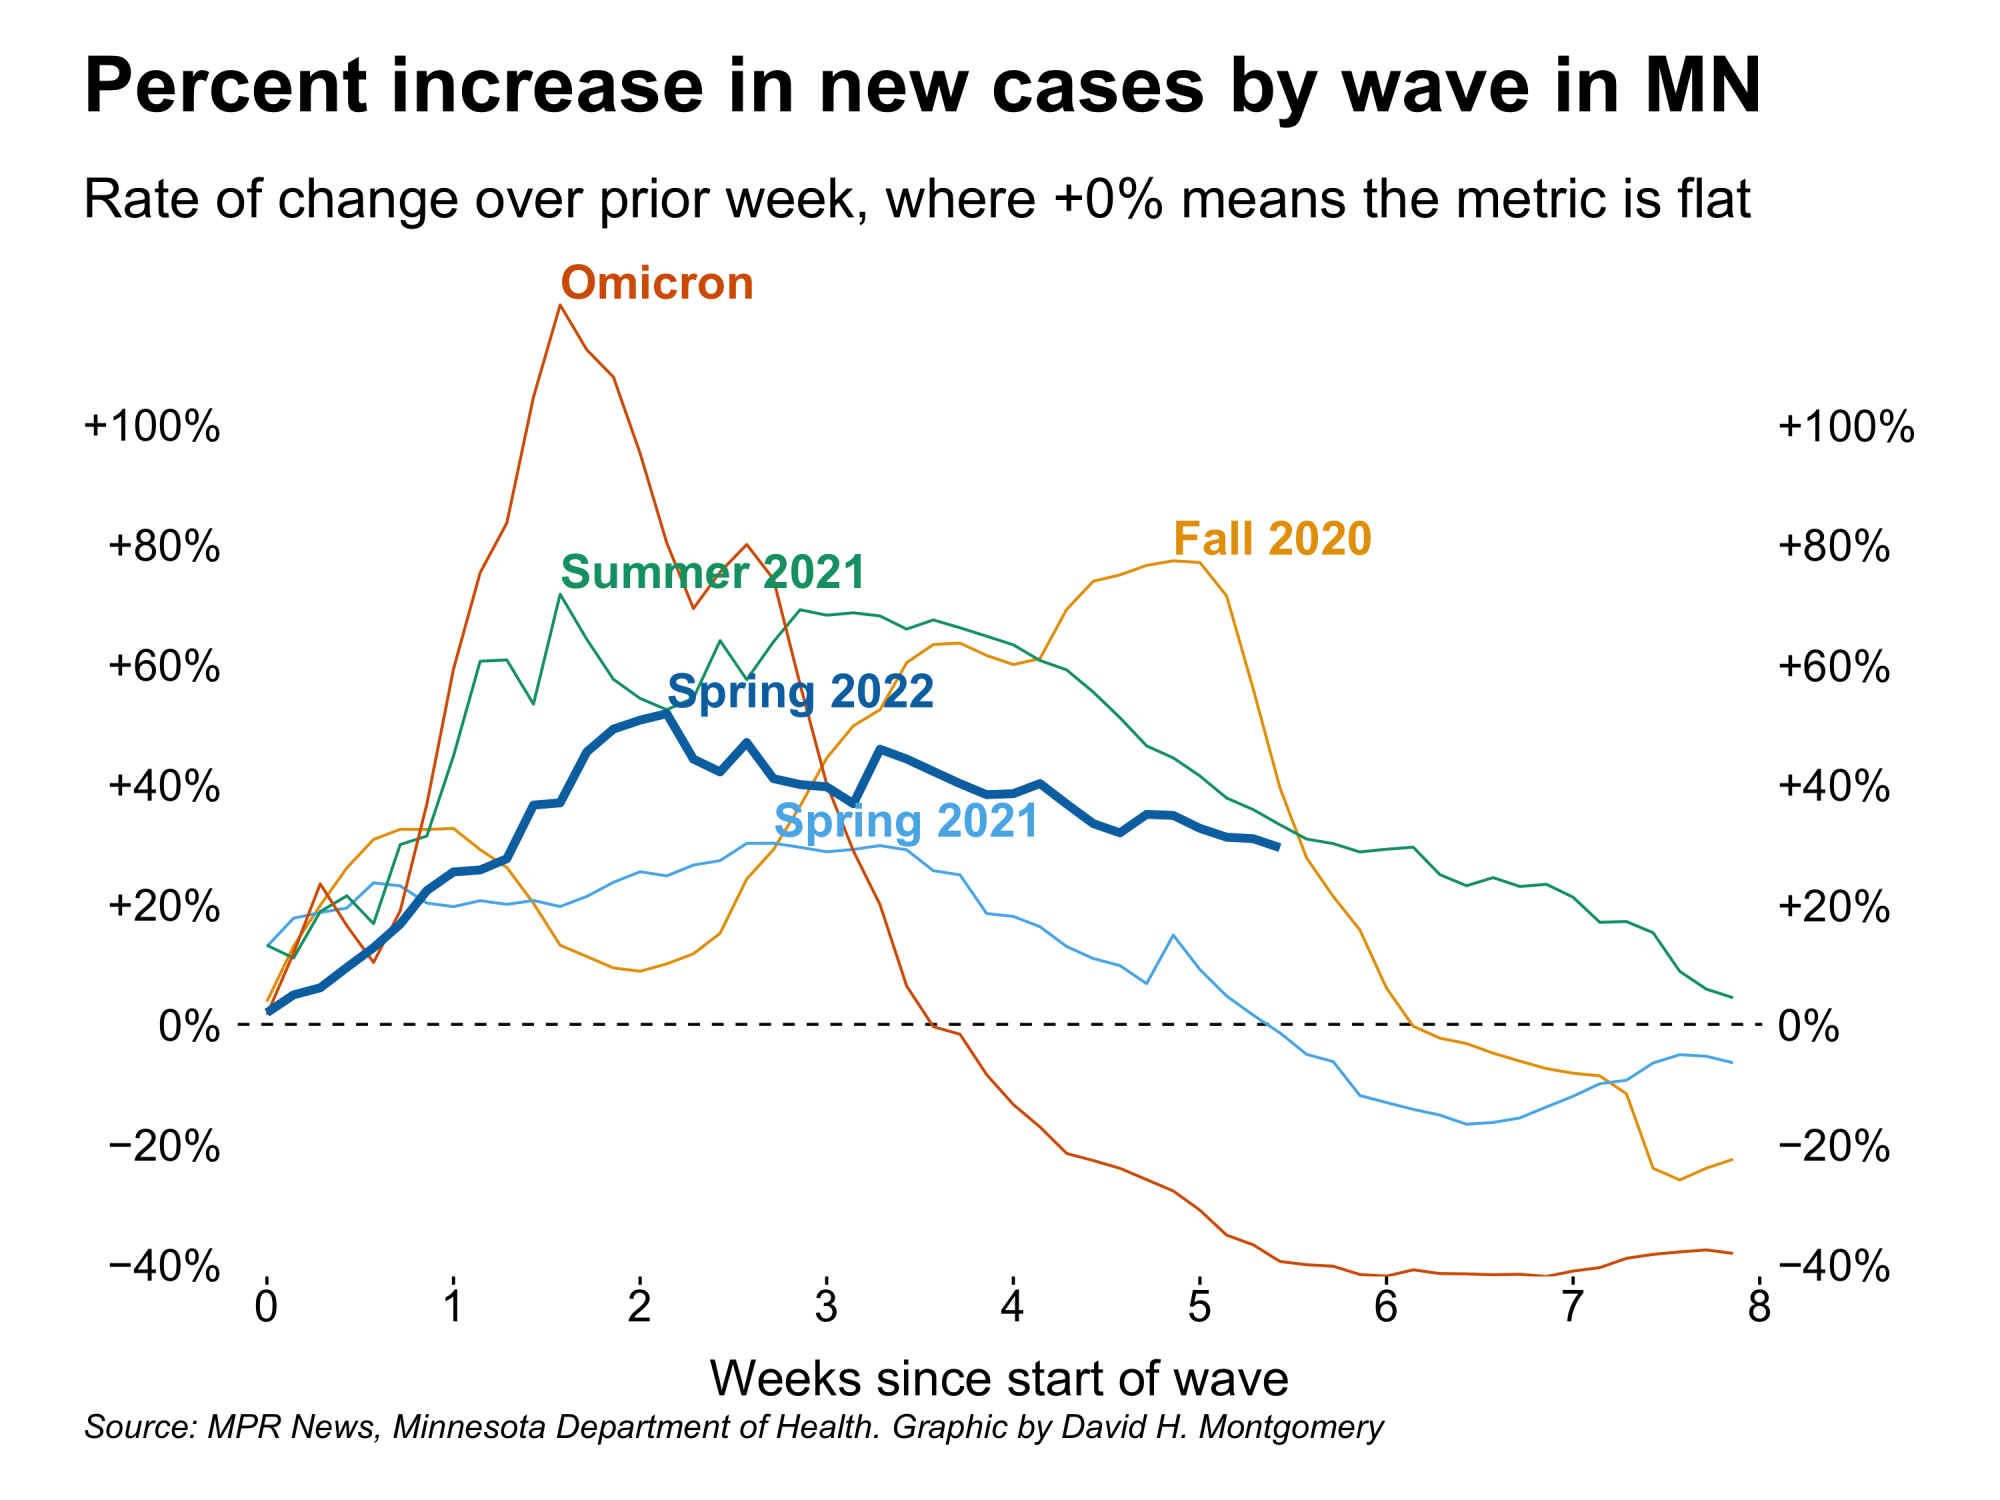 Percent increase in new cases by wave in MN
Rate of change over prior week, where +0% means the metric is flat
Omicron
+100%
+100%
Fall 2020
+80%
+80%
Summer 2021
+60%
+60%
Spring 2022
+40%
+40%
Spring 2021
+20%
+20%
0%
0%
−20%
−20%
−40%
−40%
0 1 2 3 4 5 6 7 8
Weeks since start of wave
Source: MPR News, Minnesota Department of Health. Graphic by David H. Montgomery